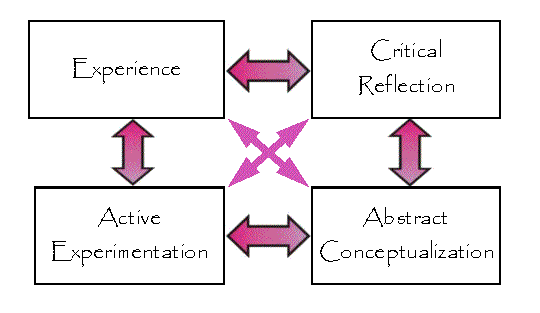 Experience
Critical
Reflection
Active
Experimentation
Abstract
Conceptualization